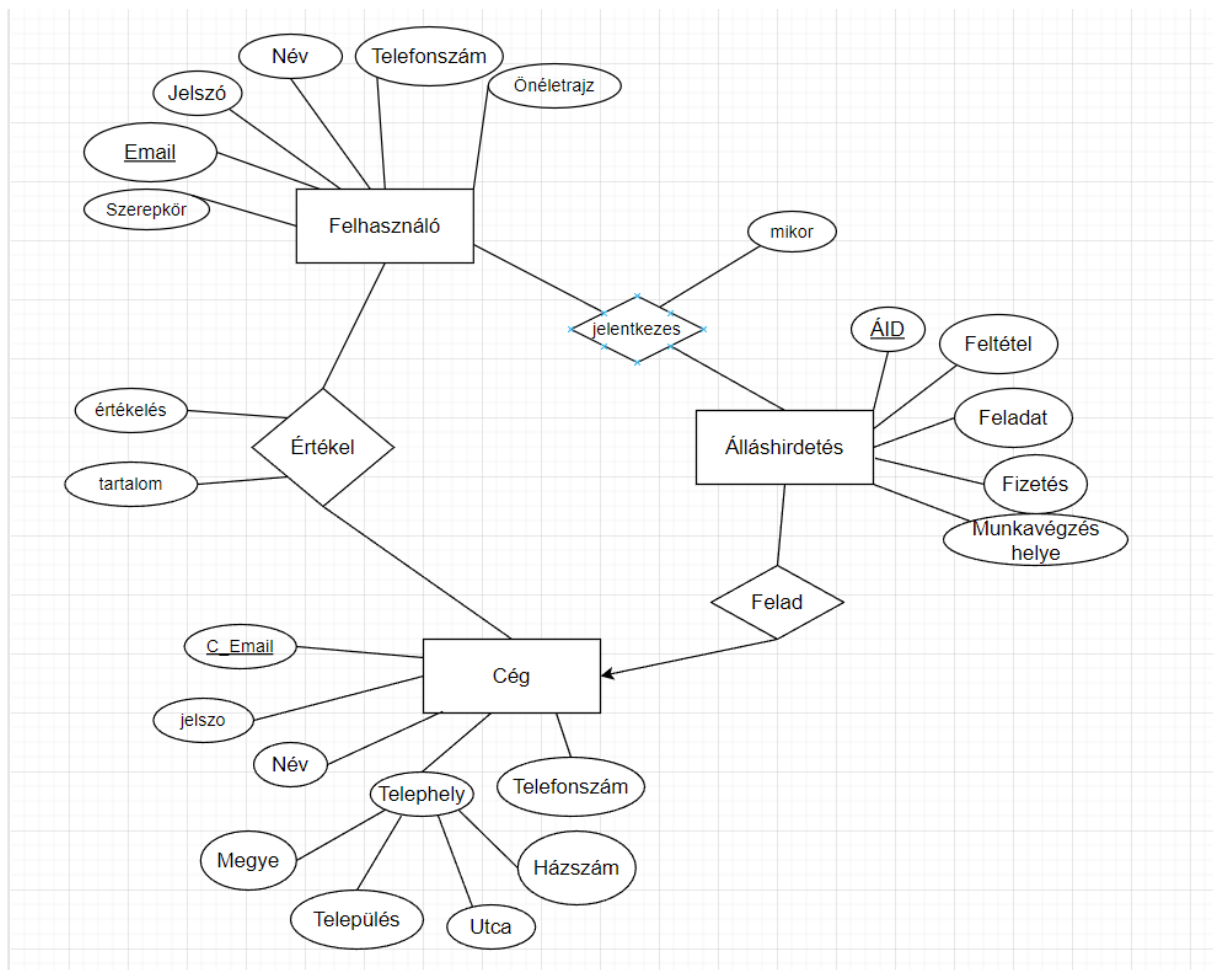 Név
Telefonszám
Önéletrajz
Jelszó
Email
Szerepkör
Felhasználó
mikor
jelentkezes
ÁID
Feltétel
értékelés
Feladat
Értékel
Álláshirdetés
tartalom
Fizetés
Munkavégzés
helye
Felad
C_Email
Cég
jelszo
Név
Telephely
Telefonszám
Megye
Házszám
Település
Utca